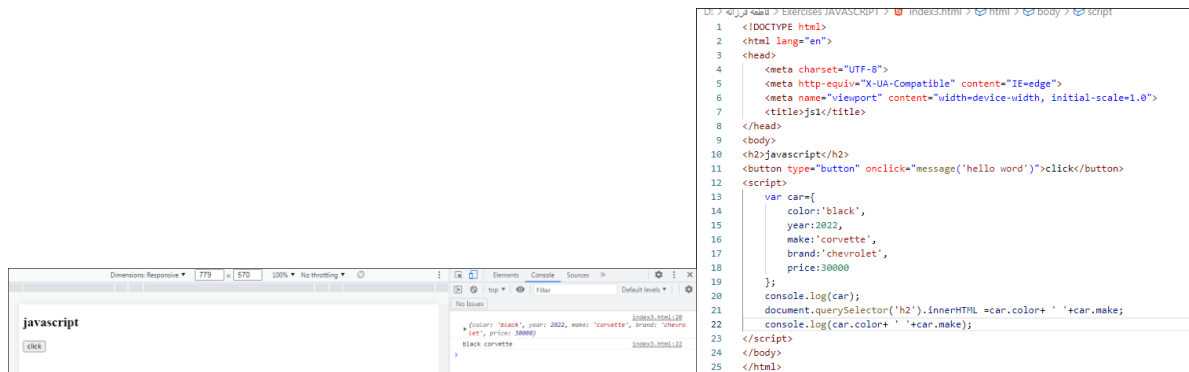 Dimensions: Responsive ▼ 779 × 570 100% ▼ No throttling ▼
Elements Console Sources »
top ▼ Filter Default levels ▼
No Issues
javascript
click
index3.html:20
{color: 'black', year: 2022, make: 'corvette', brand: 'chevro
let', price: 30000}
black corvette index3.html:22
D: > فاطمه فرزانه > Exercises JAVASCRIPT > index3.html > html > body > script
1 <!DOCTYPE html>
2 <html lang="en">
3 <head>
4 <meta charset="UTF-8">
5 <meta http-equiv="X-UA-Compatible" content="IE=edge">
6 <meta name="viewport" content="width=device-width, initial-scale=1.0">
7 <title>js1</title>
8 </head>
9 <body>
10 <h2>javascript</h2>
11 <button type="button" onclick="message('hello word')">click</button>
12 <script>
13 var car={
14 color:'black',
15 year:2022,
16 make:'corvette',
17 brand:'chevrolet',
18 price:30000
19 };
20 console.log(car);
21 document.querySelector('h2').innerHTML =car.color+ ' '+car.make;
22 console.log(car.color+ ' '+car.make);
23 </script>
24 </body>
25 </html>